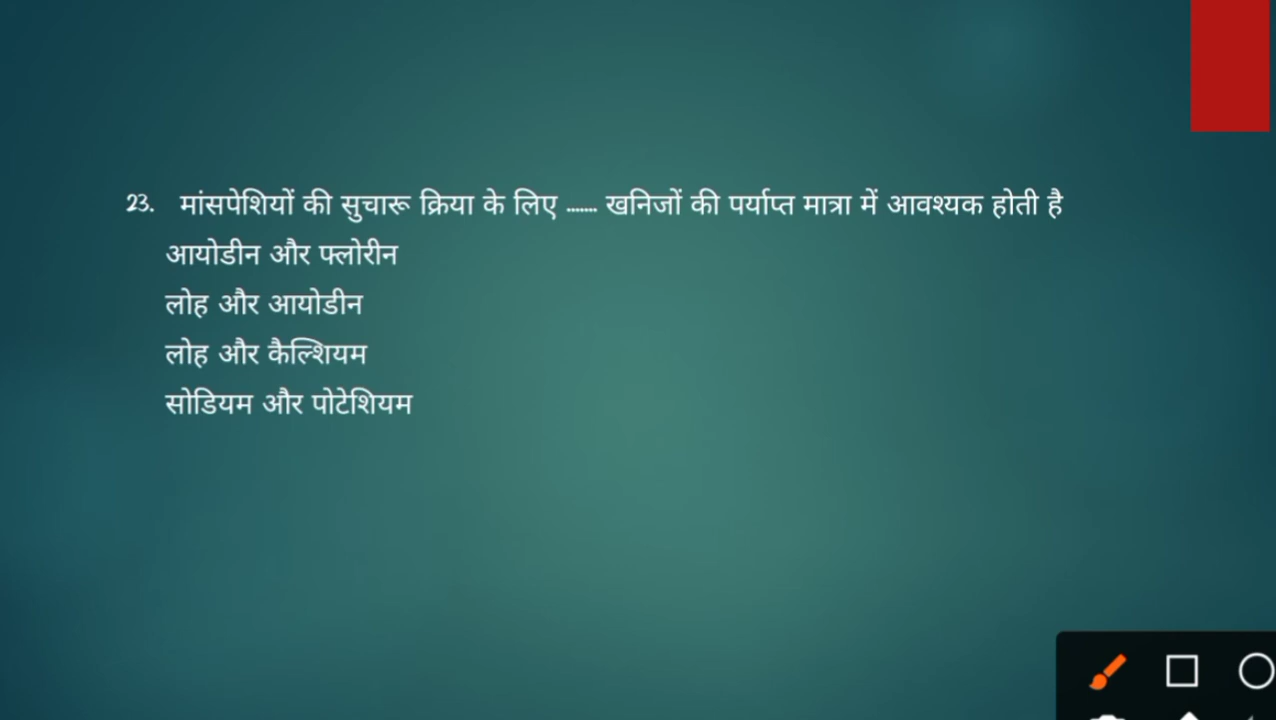 23. मांसपेशियों की सुचारू क्रिया के लिए ....... खनिजों की पर्याप्त मात्रा में आवश्यक होती है
आयोडीन और फ्लोरीन
लोह और आयोडीन
लोह और कैल्शियम
सोडियम और पोटेशियम